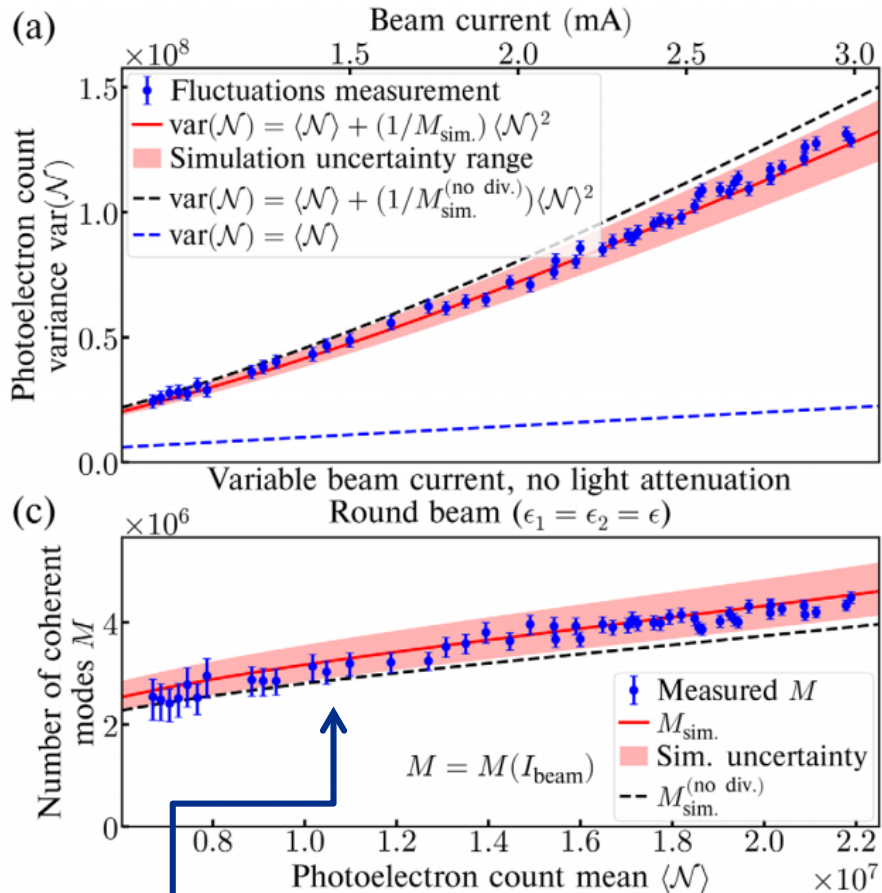 (a)
Beam current (mA)
×10⁸
1.5 2.0 2.5 3.0
Photoelectron count
variance var(𝒩)
1.5
1.0
0.5
0.0
Fluctuations measurement
var(𝒩) = ⟨𝒩⟩ + (1/M_sim.) ⟨𝒩⟩²
Simulation uncertainty range
var(𝒩) = ⟨𝒩⟩ + (1/M_sim.^(no div.))⟨𝒩⟩²
var(𝒩) = ⟨𝒩⟩
Variable beam current, no light attenuation
(c)
Round beam (ϵ₁ = ϵ₂ = ϵ)
×10⁶
Number of coherent
modes M
4
2
0
Measured M
M_sim.
Sim. uncertainty
M_sim.^(no div.)
M = M(I_beam)
0.8 1.0 1.2 1.4 1.6 1.8 2.0 2.2
Photoelectron count mean ⟨𝒩⟩
×10⁷